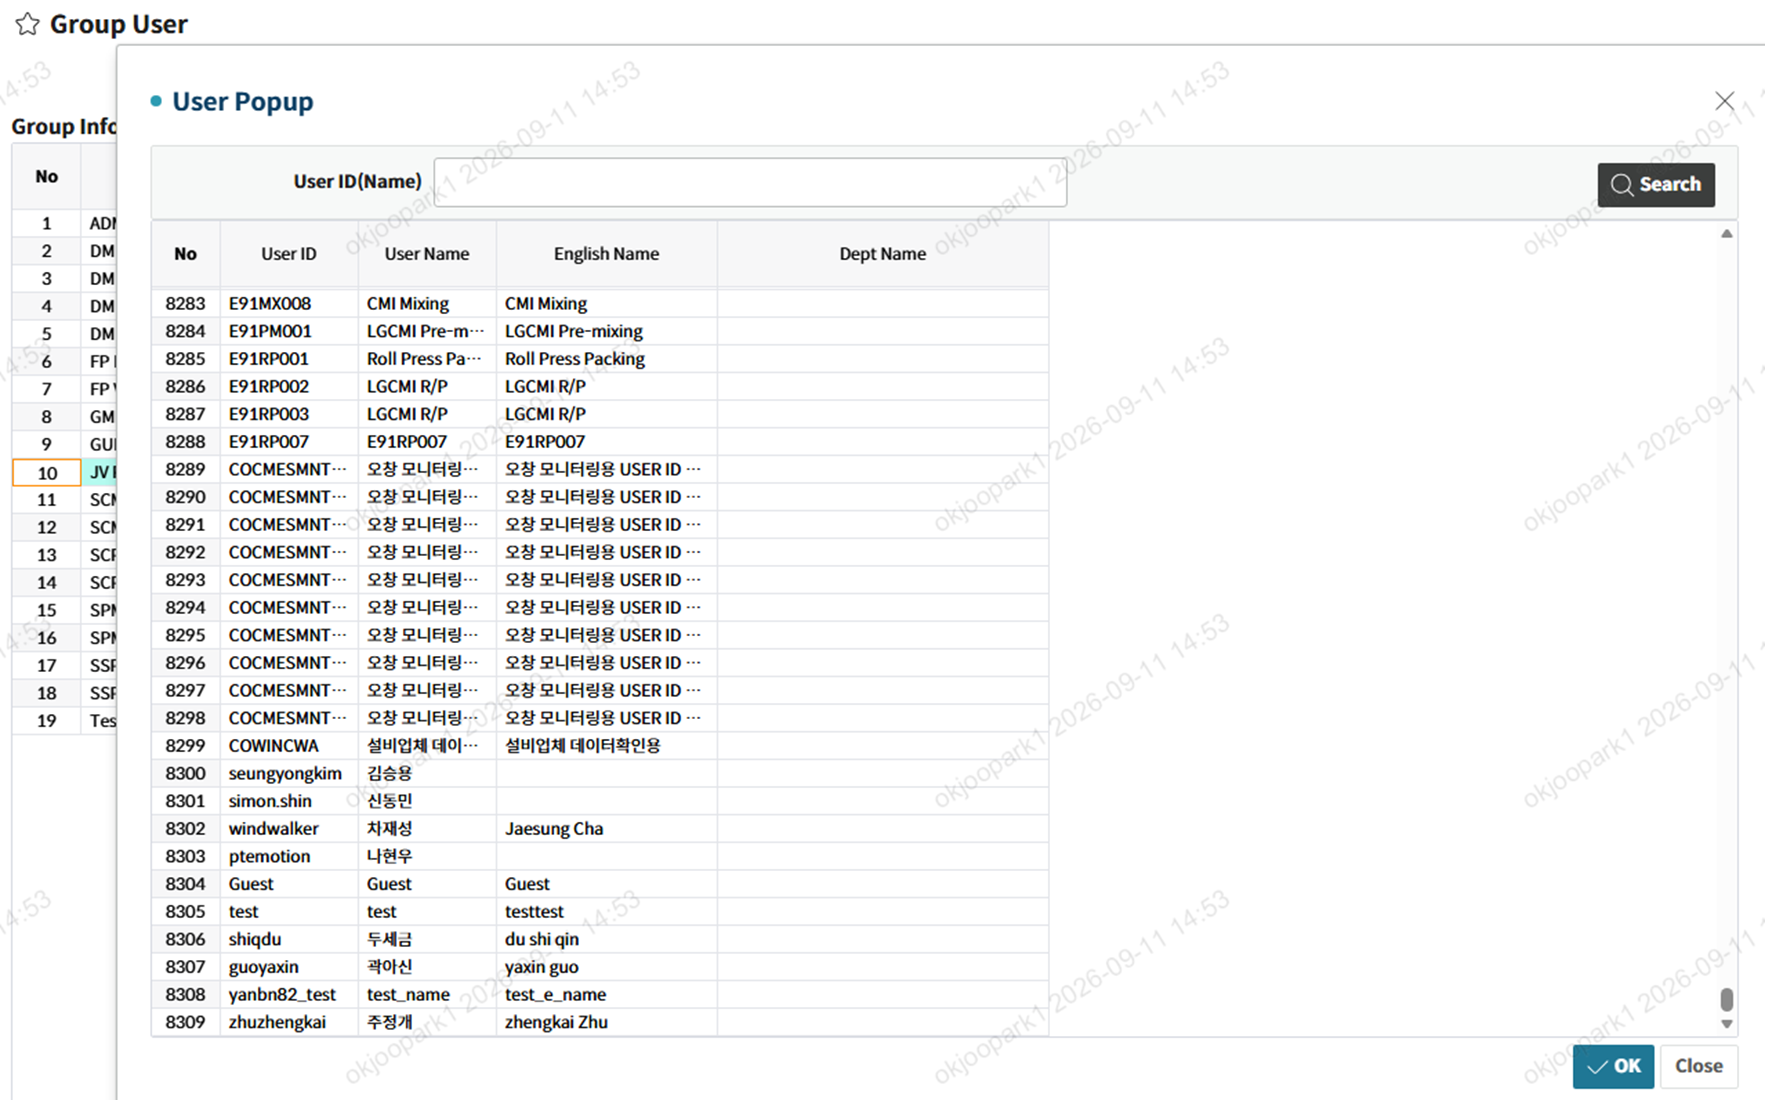 Group User
Group Info
No
1 ADM
2 DM
3 DM
4 DM
5 DM
6 FP
7 FP
8 GM
9 GUI
10 JV
11 SCM
12 SCM
13 SCP
14 SCP
15 SPM
16 SPM
17 SSP
18 SSP
19 Tes
User Popup
User ID(Name)
Search
No User ID User Name English Name Dept Name
8283 E91MX008 CMI Mixing CMI Mixing
8284 E91PM001 LGCMI Pre-m··· LGCMI Pre-mixing
8285 E91RP001 Roll Press Pa··· Roll Press Packing
8286 E91RP002 LGCMI R/P LGCMI R/P
8287 E91RP003 LGCMI R/P LGCMI R/P
8288 E91RP007 E91RP007 E91RP007
8289 COCMESMNT··· 오창 모니터링··· 오창 모니터링용 USER ID ···
8290 COCMESMNT··· 오창 모니터링··· 오창 모니터링용 USER ID ···
8291 COCMESMNT··· 오창 모니터링··· 오창 모니터링용 USER ID ···
8292 COCMESMNT··· 오창 모니터링··· 오창 모니터링용 USER ID ···
8293 COCMESMNT··· 오창 모니터링··· 오창 모니터링용 USER ID ···
8294 COCMESMNT··· 오창 모니터링··· 오창 모니터링용 USER ID ···
8295 COCMESMNT··· 오창 모니터링··· 오창 모니터링용 USER ID ···
8296 COCMESMNT··· 오창 모니터링··· 오창 모니터링용 USER ID ···
8297 COCMESMNT··· 오창 모니터링··· 오창 모니터링용 USER ID ···
8298 COCMESMNT··· 오창 모니터링··· 오창 모니터링용 USER ID ···
8299 COWINCWA 설비업체 데이··· 설비업체 데이터확인용
8300 seungyongkim 김승용
8301 simon.shin 신동민
8302 windwalker 차재성 Jaesung Cha
8303 ptemotion 나현우
8304 Guest Guest Guest
8305 test test testtest
8306 shiqdu 두세금 du shi qin
8307 guoyaxin 곽아신 yaxin guo
8308 yanbn82_test test_name test_e_name
8309 zhuzhengkai 주정개 zhengkai Zhu
OK Close
okjoopark1 2026-09-11 14:53